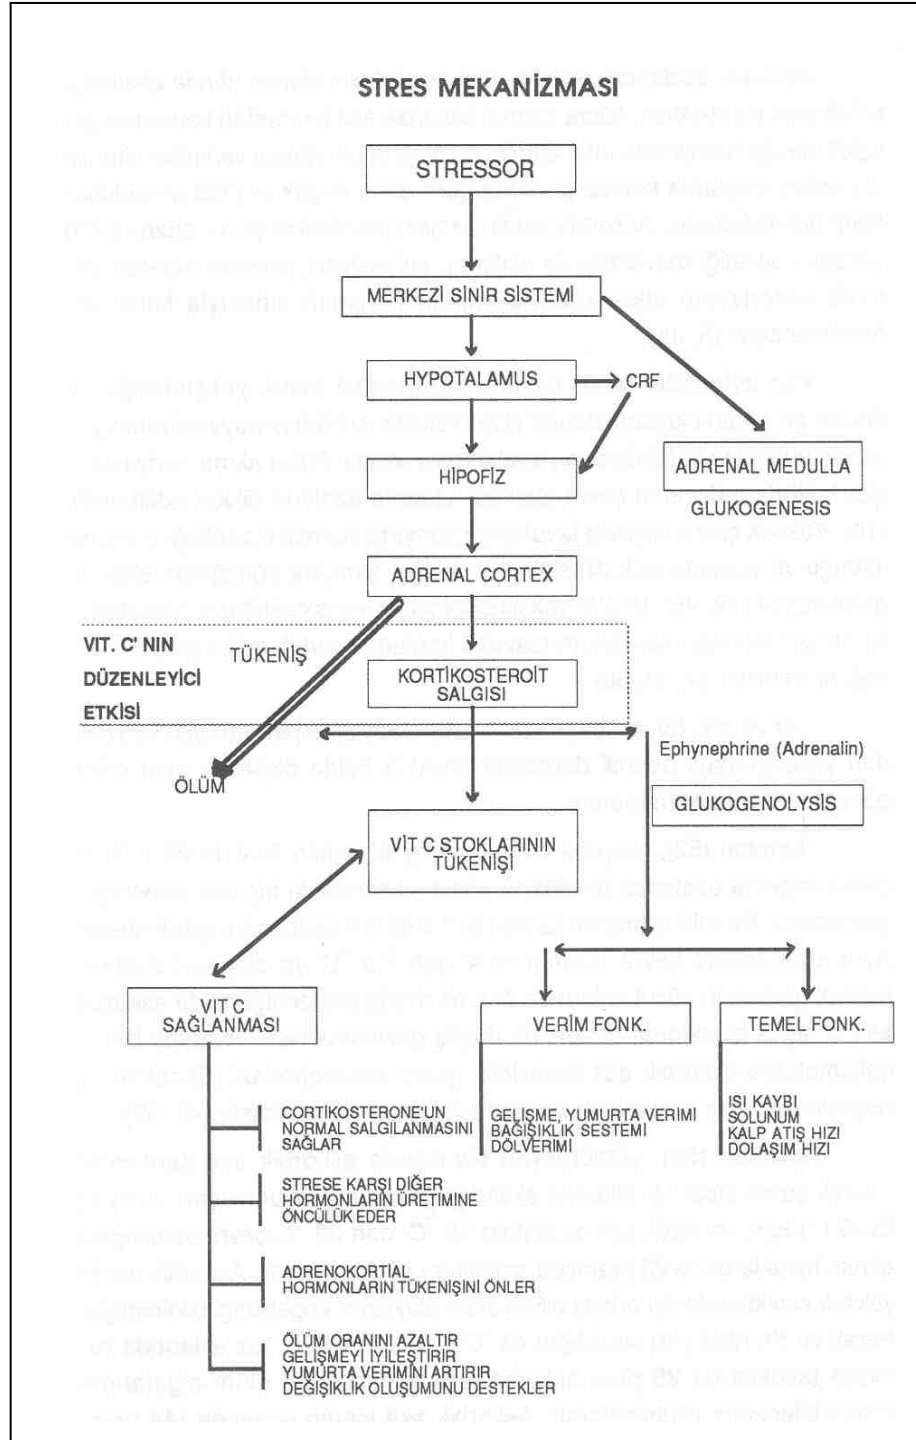 STRES MEKANİZMASI
STRESSOR
MERKEZİ SİNİR SİSTEMİ
HYPOTALAMUS
CRF
HİPOFİZ
ADRENAL MEDULLA
GLUKOGENESIS
ADRENAL CORTEX
VIT. C' NIN
DÜZENLEYİCİ
ETKİSİ
TÜKENİŞ
KORTİKOSTEROİT
SALGISI
ÖLÜM
Ephynephrine (Adrenalin)
GLUKOGENOLYSIS
VİT C STOKLARININ
TÜKENİŞİ
VIT C
SAĞLANMASI
VERİM FONK.
TEMEL FONK.
CORTİKOSTERONE'UN
NORMAL SALGILANMASINI
SAĞLAR
GELİŞME, YUMURTA VERİMİ
BAĞIŞIKLIK SİSTEMİ
DÖLVERİMİ
ISI KAYBI
SOLUNUM
KALP ATIŞ HIZI
DOLAŞIM HIZI
STRESE KARŞI DİĞER
HORMONLARIN ÜRETİMİNE
ÖNCÜLÜK EDER
ADRENOKORTİAL
HORMONLARIN TÜKENİŞİNİ ÖNLER
ÖLÜM ORANINI AZALTIR
GELİŞMEYİ İYİLEŞTİRİR
YUMURTA VERİMİNİ ARTIRIR
DEĞİŞİKLİK OLUŞUMUNU DESTEKLER